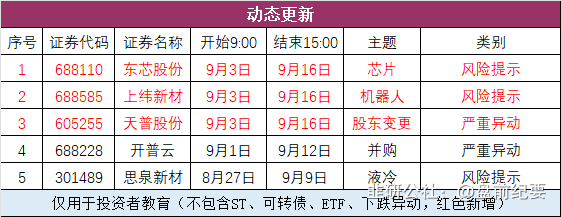 动态更新
序号 证券代码 证券名称 开始9:00 结束15:00 主题 类别
1 688110 东芯股份 9月3日 9月16日 芯片 风险提示
2 688585 上纬新材 9月3日 9月16日 机器人 风险提示
3 605255 天普股份 9月3日 9月16日 股东变更 严重异动
4 688228 开普云 9月1日 9月12日 并购 严重异动
5 301489 思泉新材 8月27日 9月9日 液冷 风险提示
仅用于投资者教育（不包含ST、可转债、ETF、下跌异动，红色新增）
韭研公社：@盘前纪要